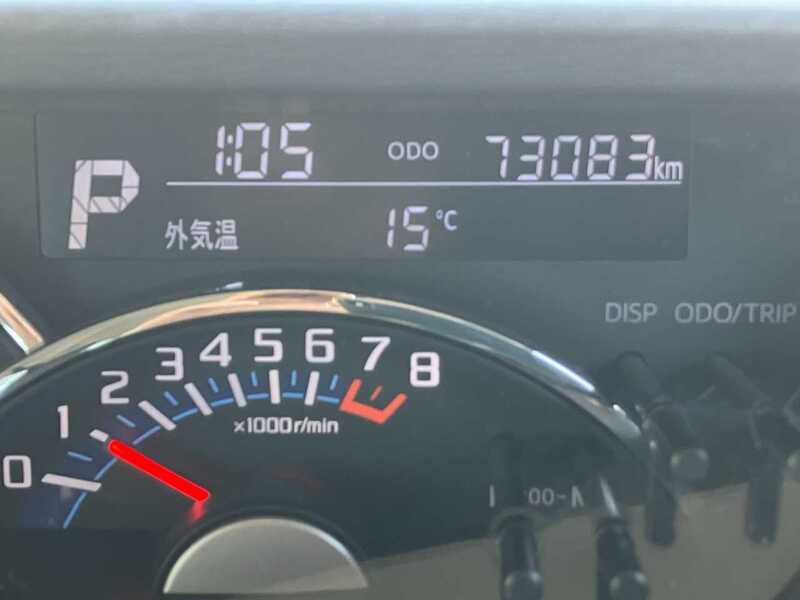 P 1:05 ODO 73083km
外気温 15°C
DISP ODO/TRIP
0 1 2 3 4 5 6 7 8
×1000r/min